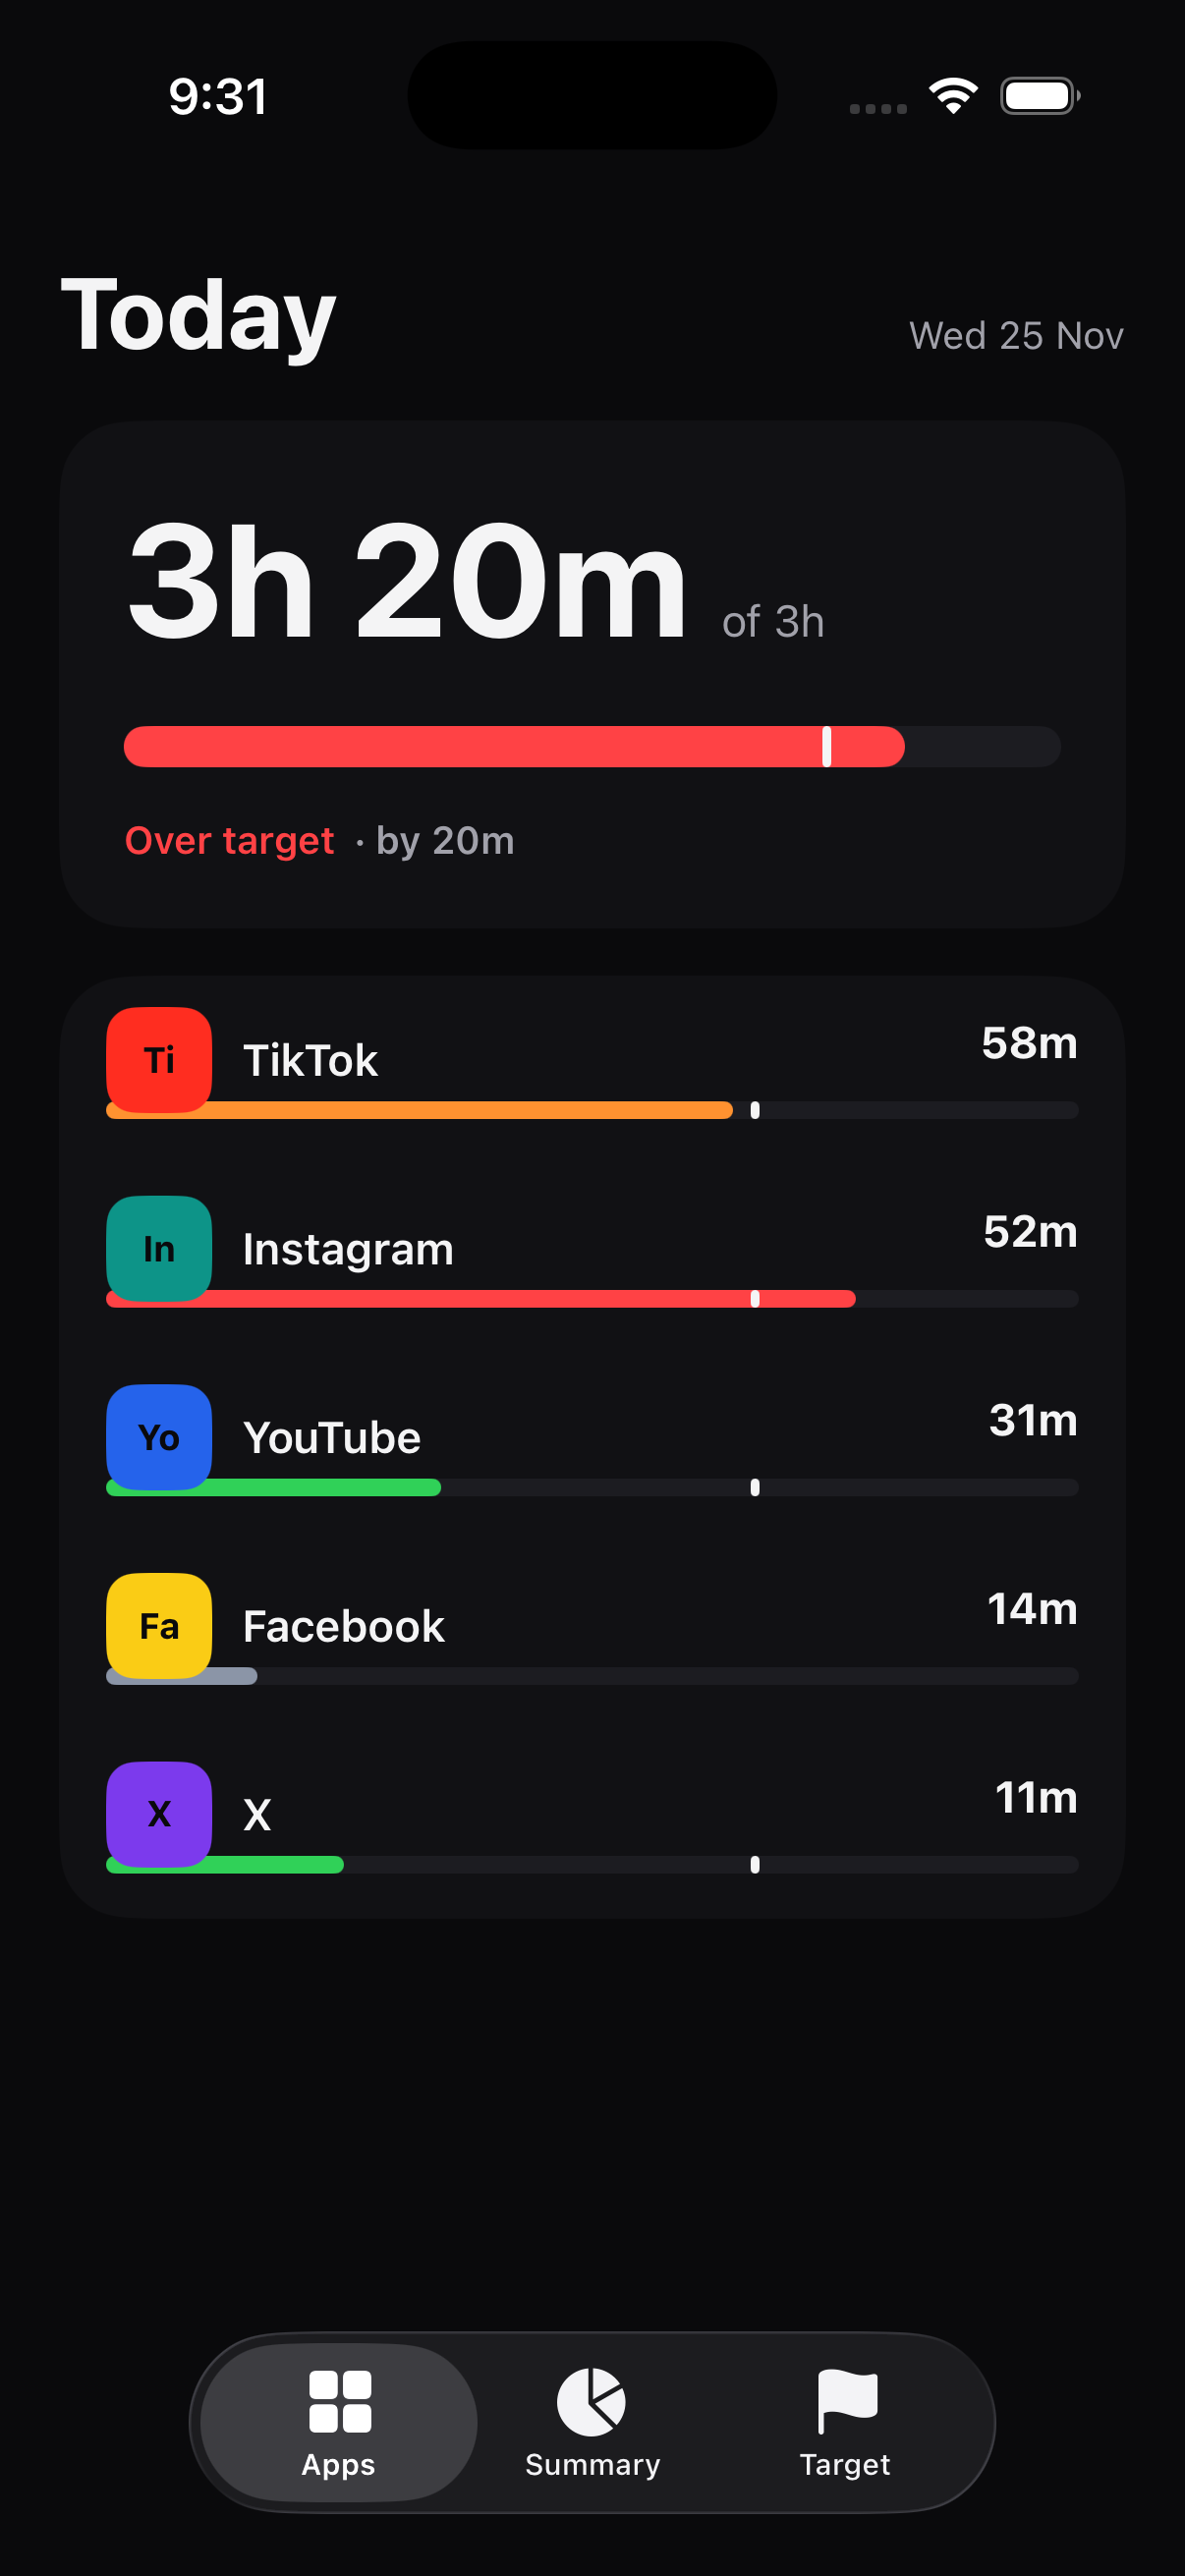 9:31
Today
Wed 25 Nov
3h 20m of 3h
Over target · by 20m
Ti TikTok 58m
In Instagram 52m
Yo YouTube 31m
Fa Facebook 14m
X X 11m
Apps Summary Target